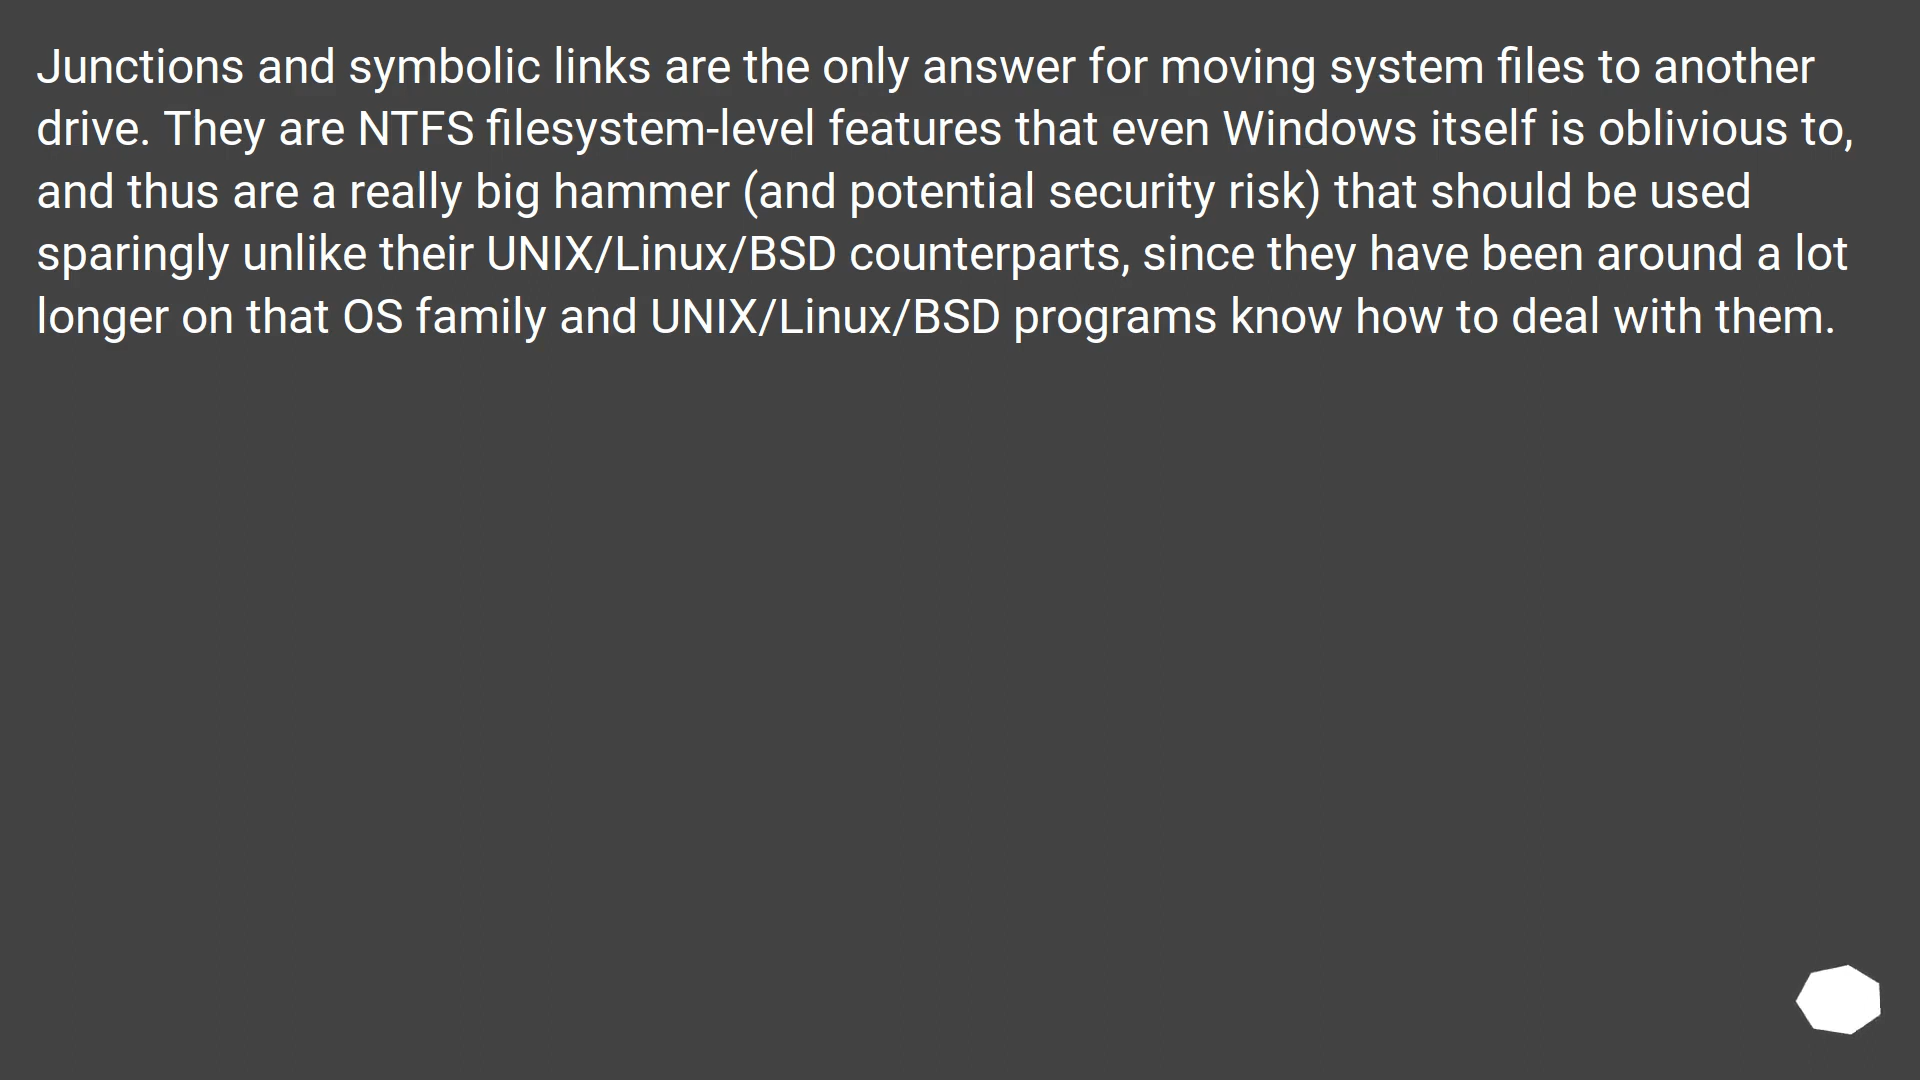 Junctions and symbolic links are the only answer for moving system files to another
drive. They are NTFS filesystem-level features that even Windows itself is oblivious to,
and thus are a really big hammer (and potential security risk) that should be used
sparingly unlike their UNIX/Linux/BSD counterparts, since they have been around a lot
longer on that OS family and UNIX/Linux/BSD programs know how to deal with them.